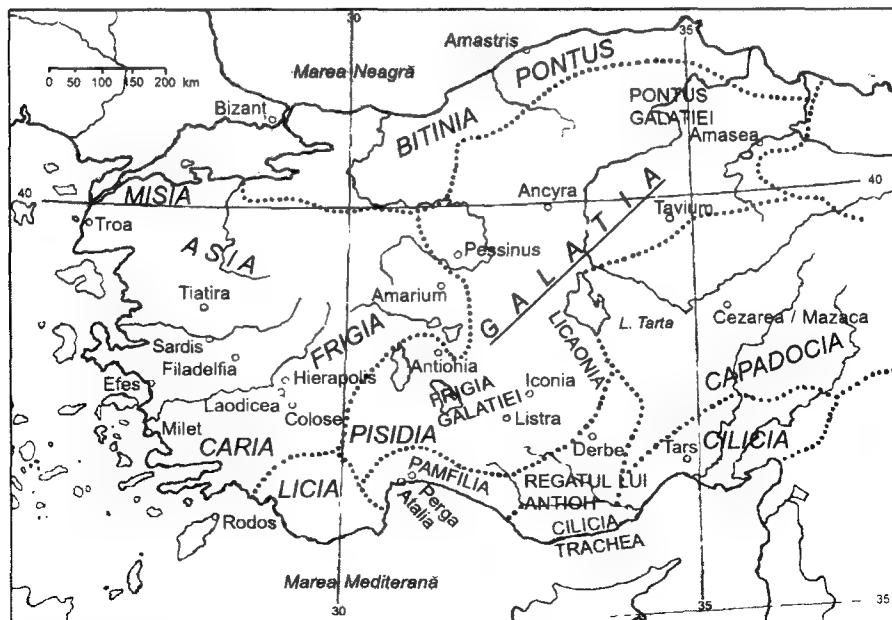 30
35
Amastris
Marea Neagră
PONTUS
0 50 100 150 200 km
Bizant
BITINIA
PONTUS
GALATIEI
Amasea
40
MISIA
Ancyra
40
Troa
Tavium
ASIA
Pessinus
GALATIA
Tiatira
Amarium
L. Tarta
Cezarea / Mazaca
Sardis
FRIGIA
LICAONIA
Filadelfia
Antionia
CAPADOCIA
Efes
Hierapolis
FRIGIA
GALATIEI
Iconia
Laodicea
Colose
Listra
Milet
PISIDIA
Derbe
Tars
CILICIA
CARIA
PAMFILIA
LICIA
Perga
Atalia
REGATUL LUI
ANTIOH
Rodos
CILICIA
TRACHEA
Marea Mediterană
30
35
35